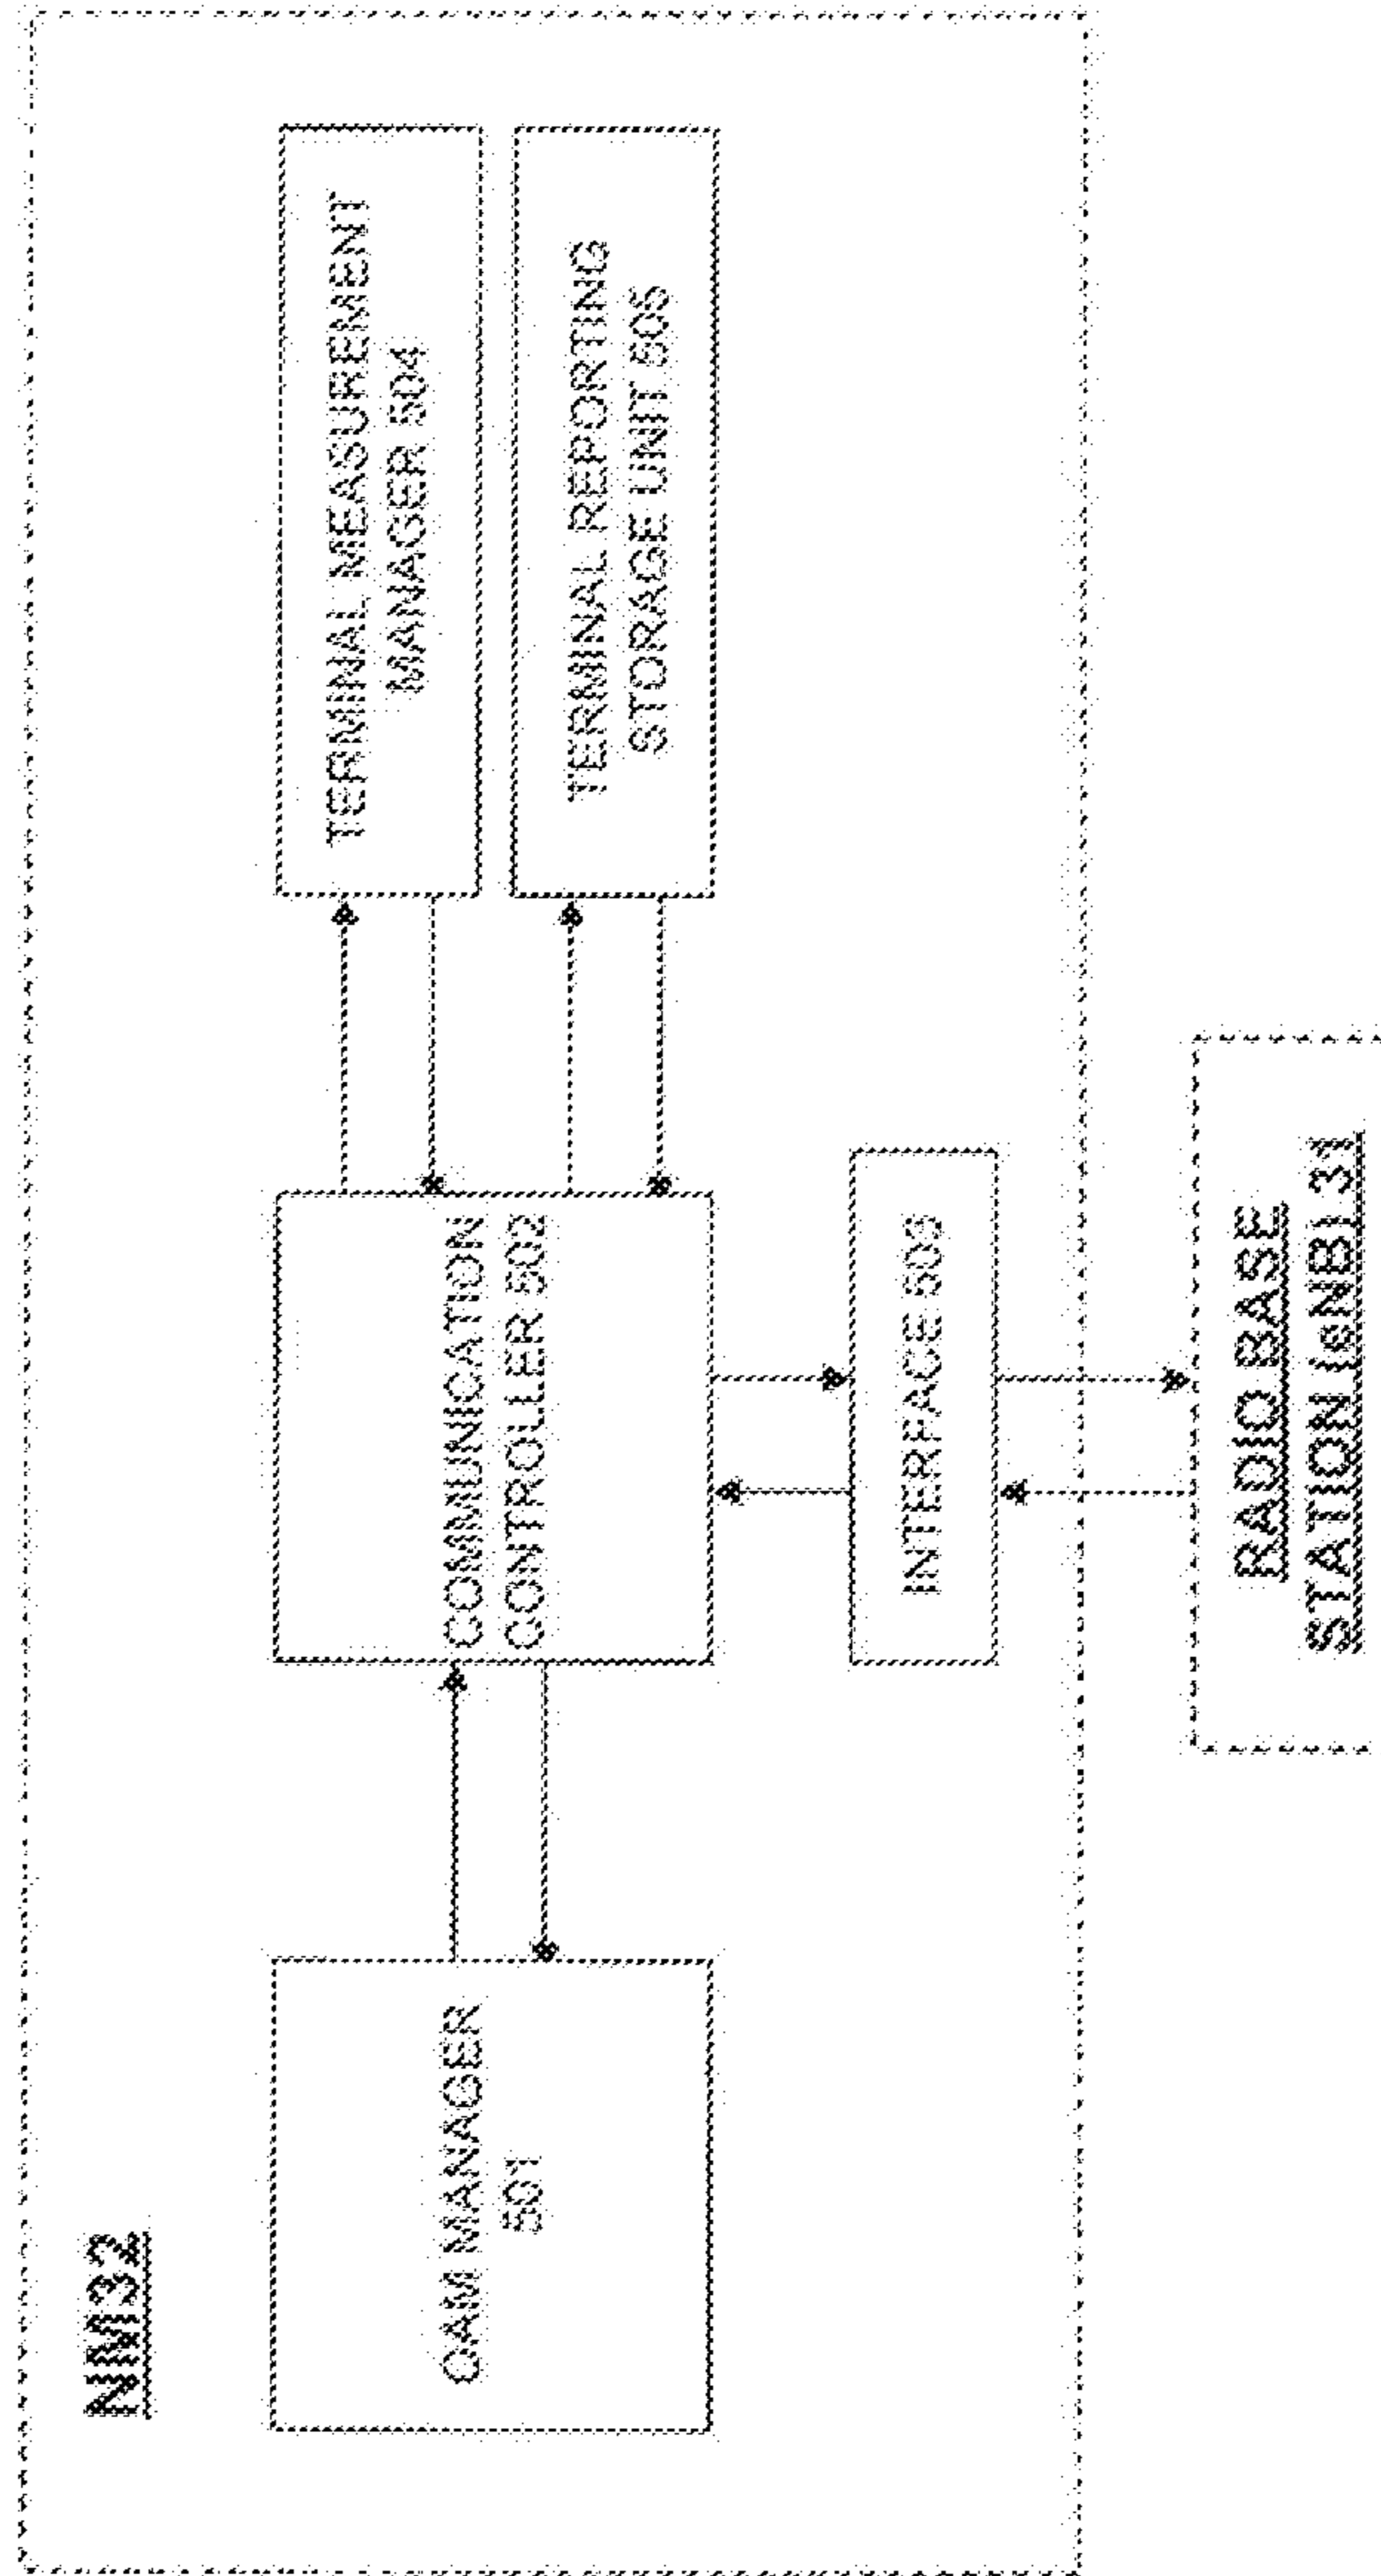 NM32
OAM MANAGER
501
COMMUNICATION
CONTROLLER 502
TERMINAL MEASUREMENT
MANAGER 504
TERMINAL REPORTING
STORAGE UNIT 505
INTERFACE 503
RADIO BASE
STATION (eNB) 31